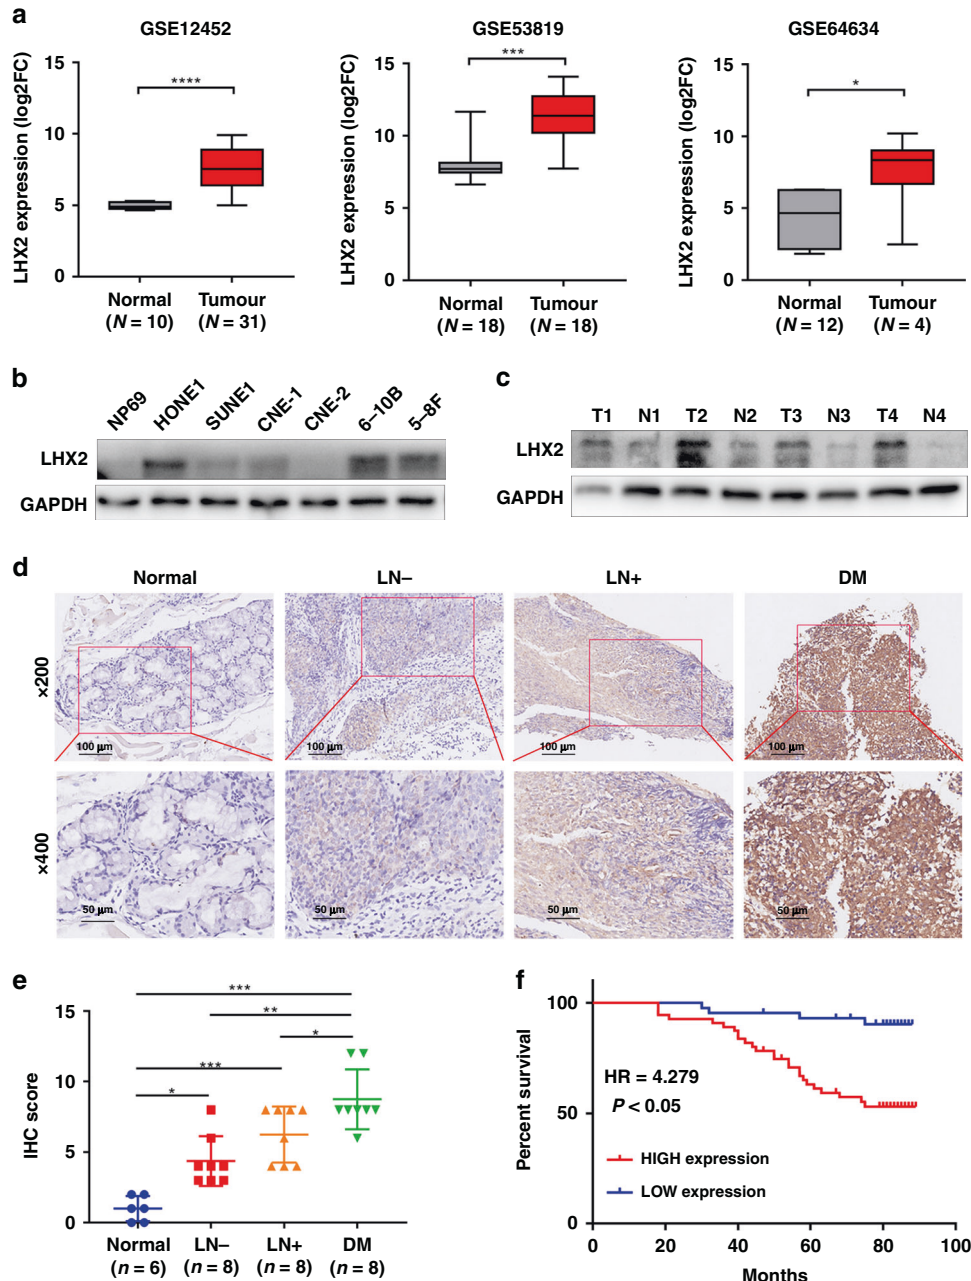 a
GSE12452
GSE53819
GSE64634
LHX2 expression (log2FC)
15
10
5
0
****
Normal
(N = 10)
Tumour
(N = 31)
LHX2 expression (log2FC)
15
10
5
0
***
Normal
(N = 18)
Tumour
(N = 18)
LHX2 expression (log2FC)
15
10
5
0
*
Normal
(N = 12)
Tumour
(N = 4)
b
NP69
HONE1
SUNE1
CNE-1
CNE-2
6–10B
5–8F
LHX2
GAPDH
c
T1 N1 T2 N2 T3 N3 T4 N4
LHX2
GAPDH
d
Normal
LN–
LN+
DM
×200
100 µm
100 µm
100 µm
100 µm
×400
50 µm
50 µm
50 µm
50 µm
e
IHC score
15
10
5
0
***
**
*
***
*
Normal
(n = 6)
LN–
(n = 8)
LN+
(n = 8)
DM
(n = 8)
f
Percent survival
100
50
0
HR = 4.279
P < 0.05
HIGH expression
LOW expression
0 20 40 60 80 100
Months